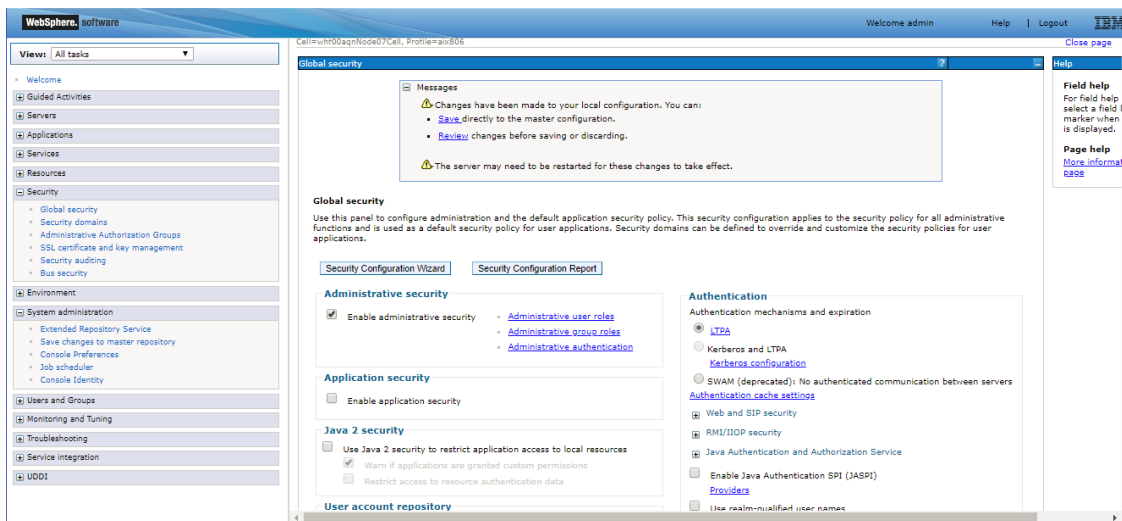 WebSphere. software
Welcome admin Help | Logout IBM
Cell=whf00aqnNode07Cell, Profile=aix806
Close page
View: All tasks
Welcome
Guided Activities
Servers
Applications
Services
Resources
Security
Global security
Security domains
Administrative Authorization Groups
SSL certificate and key management
Security auditing
Bus security
Environment
System administration
Extended Repository Service
Save changes to master repository
Console Preferences
Job scheduler
Console Identity
Users and Groups
Monitoring and Tuning
Troubleshooting
Service integration
UDDI
Global security ?
Messages
Changes have been made to your local configuration. You can:
Save directly to the master configuration.
Review changes before saving or discarding.
The server may need to be restarted for these changes to take effect.
Global security
Use this panel to configure administration and the default application security policy. This security configuration applies to the security policy for all administrative
functions and is used as a default security policy for user applications. Security domains can be defined to override and customize the security policies for user
applications.
Security Configuration Wizard Security Configuration Report
Administrative security
Enable administrative security
Administrative user roles
Administrative group roles
Administrative authentication
Application security
Enable application security
Java 2 security
Use Java 2 security to restrict application access to local resources
Warn if applications are granted custom permissions
Restrict access to resource authentication data
User account repository
Authentication
Authentication mechanisms and expiration
LTPA
Kerberos and LTPA
Kerberos configuration
SWAM (deprecated): No authenticated communication between servers
Authentication cache settings
Web and SIP security
RMI/IIOP security
Java Authentication and Authorization Service
Enable Java Authentication SPI (JASPI)
Providers
Use realm-qualified user names
Help
Field help
For field help
select a field
marker when
is displayed.
Page help
More informat
page